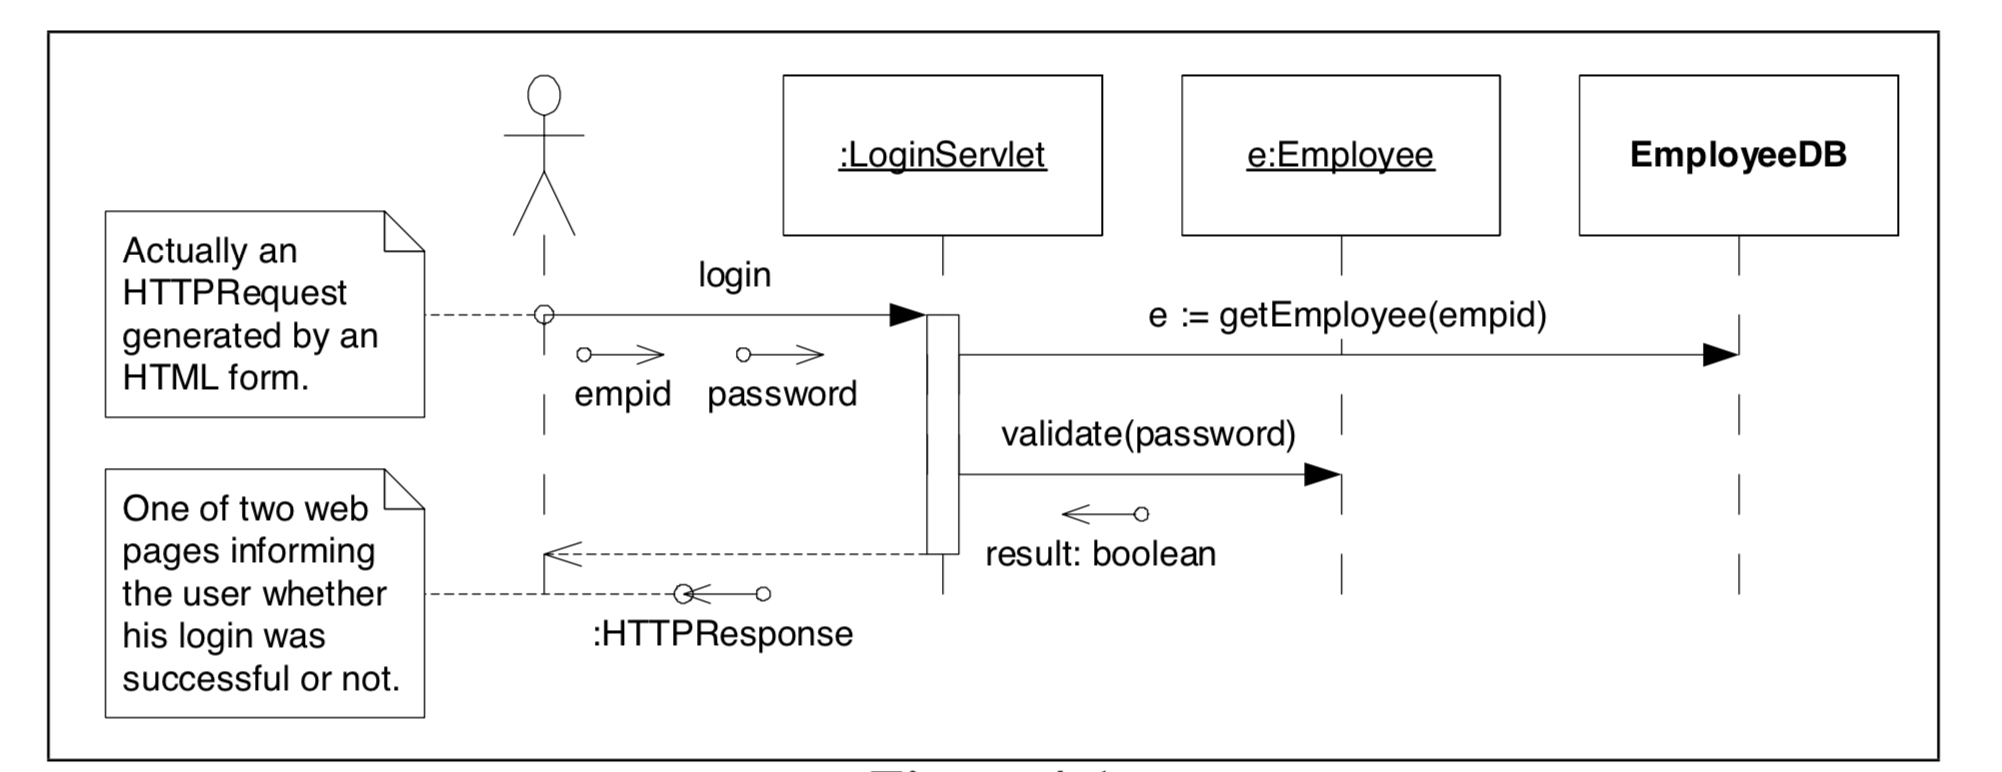 :LoginServlet
e:Employee
EmployeeDB
Actually an
HTTPRequest
generated by an
HTML form.
login
empid
password
e := getEmployee(empid)
validate(password)
result: boolean
One of two web
pages informing
the user whether
his login was
successful or not.
:HTTPResponse